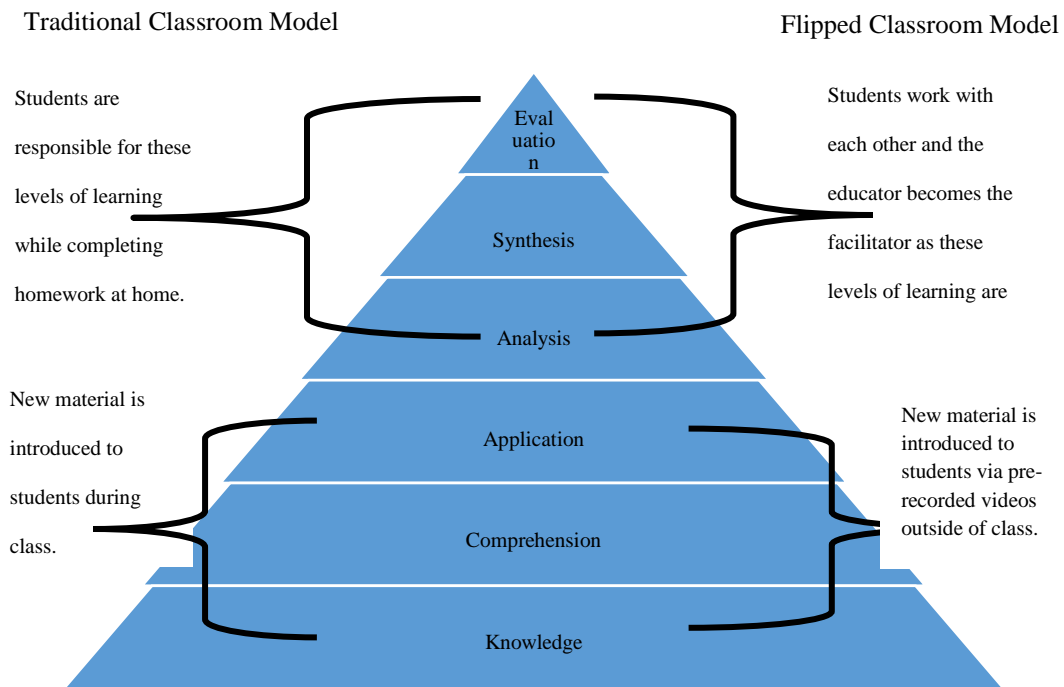 Traditional Classroom Model
Flipped Classroom Model
Students are
responsible for these
levels of learning
while completing
homework at home.
Eval
uatio
n
Synthesis
Analysis
Students work with
each other and the
educator becomes the
facilitator as these
levels of learning are
New material is
introduced to
students during
class.
Application
Comprehension
Knowledge
New material is
introduced to
students via pre-
recorded videos
outside of class.